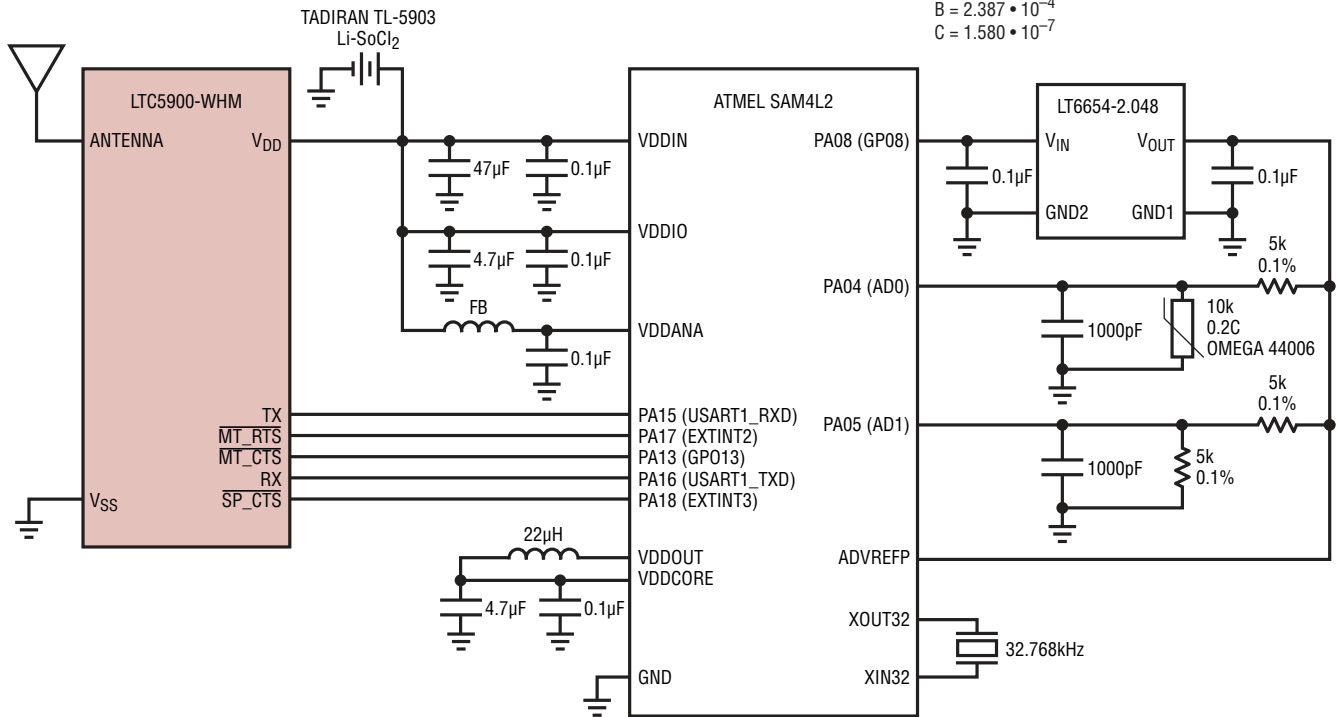 TADIRAN TL-5903
Li-SoCl2
B = 2.387 • 10–4
C = 1.580 • 10–7
LTC5900-WHM
ANTENNA
VDD
TX
MT_RTS
MT_CTS
RX
SP_CTS
VSS
47µF
0.1µF
4.7µF
0.1µF
FB
0.1µF
22µH
4.7µF
0.1µF
ATMEL SAM4L2
VDDIN
VDDIO
VDDANA
PA15 (USART1_RXD)
PA17 (EXTINT2)
PA13 (GPO13)
PA16 (USART1_TXD)
PA18 (EXTINT3)
VDDOUT
VDDCORE
GND
PA08 (GP08)
PA04 (AD0)
PA05 (AD1)
ADVREFP
XOUT32
XIN32
LT6654-2.048
VIN
VOUT
GND2
GND1
0.1µF
0.1µF
5k
0.1%
1000pF
10k
0.2C
OMEGA 44006
5k
0.1%
1000pF
5k
0.1%
32.768kHz